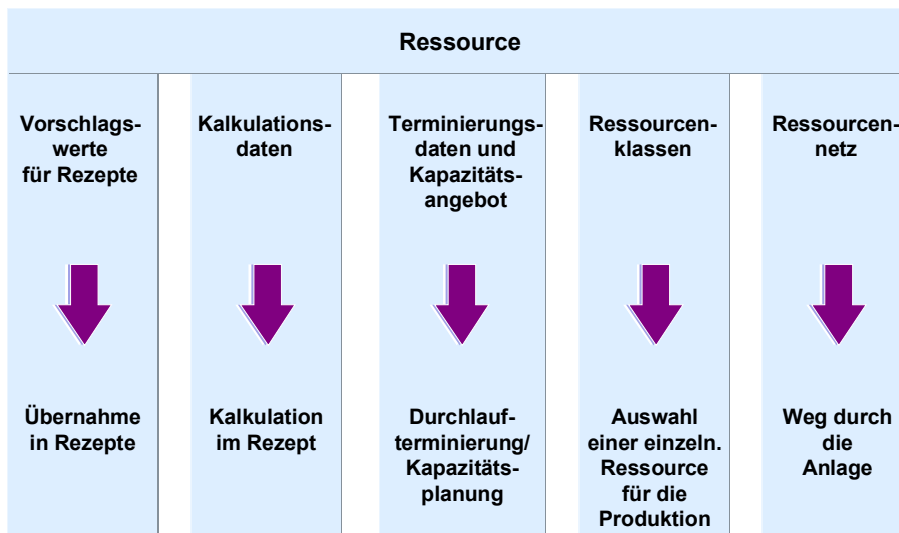 Ressource
Vorschlags-
werte
für Rezepte
Kalkulations-
daten
Terminierungs-
daten und
Kapazitäts-
angebot
Ressourcen-
klassen
Ressourcen-
netz
Übernahme
in Rezepte
Kalkulation
im Rezept
Durchlauf-
terminierung/
Kapazitäts-
planung
Auswahl
einer einzeln.
Ressource
für die
Produktion
Weg durch
die
Anlage